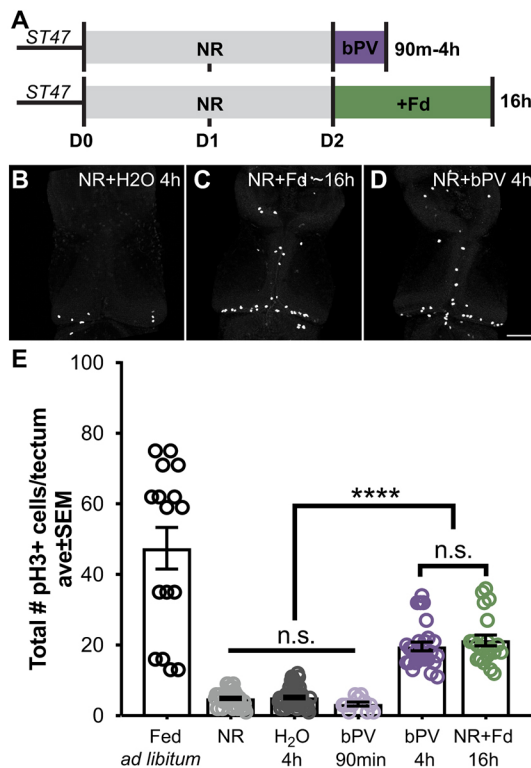 A
ST47 NR bPV 90m-4h
ST47 NR +Fd 16h
D0 D1 D2
B NR+H2O 4h
C NR+Fd ~16h
D NR+bPV 4h
E
Total # pH3+ cells/tectum
ave±SEM
100
80
60
40
20
0
****
n.s.
n.s.
Fed ad libitum
NR
H2O 4h
bPV 90min
bPV 4h
NR+Fd 16h